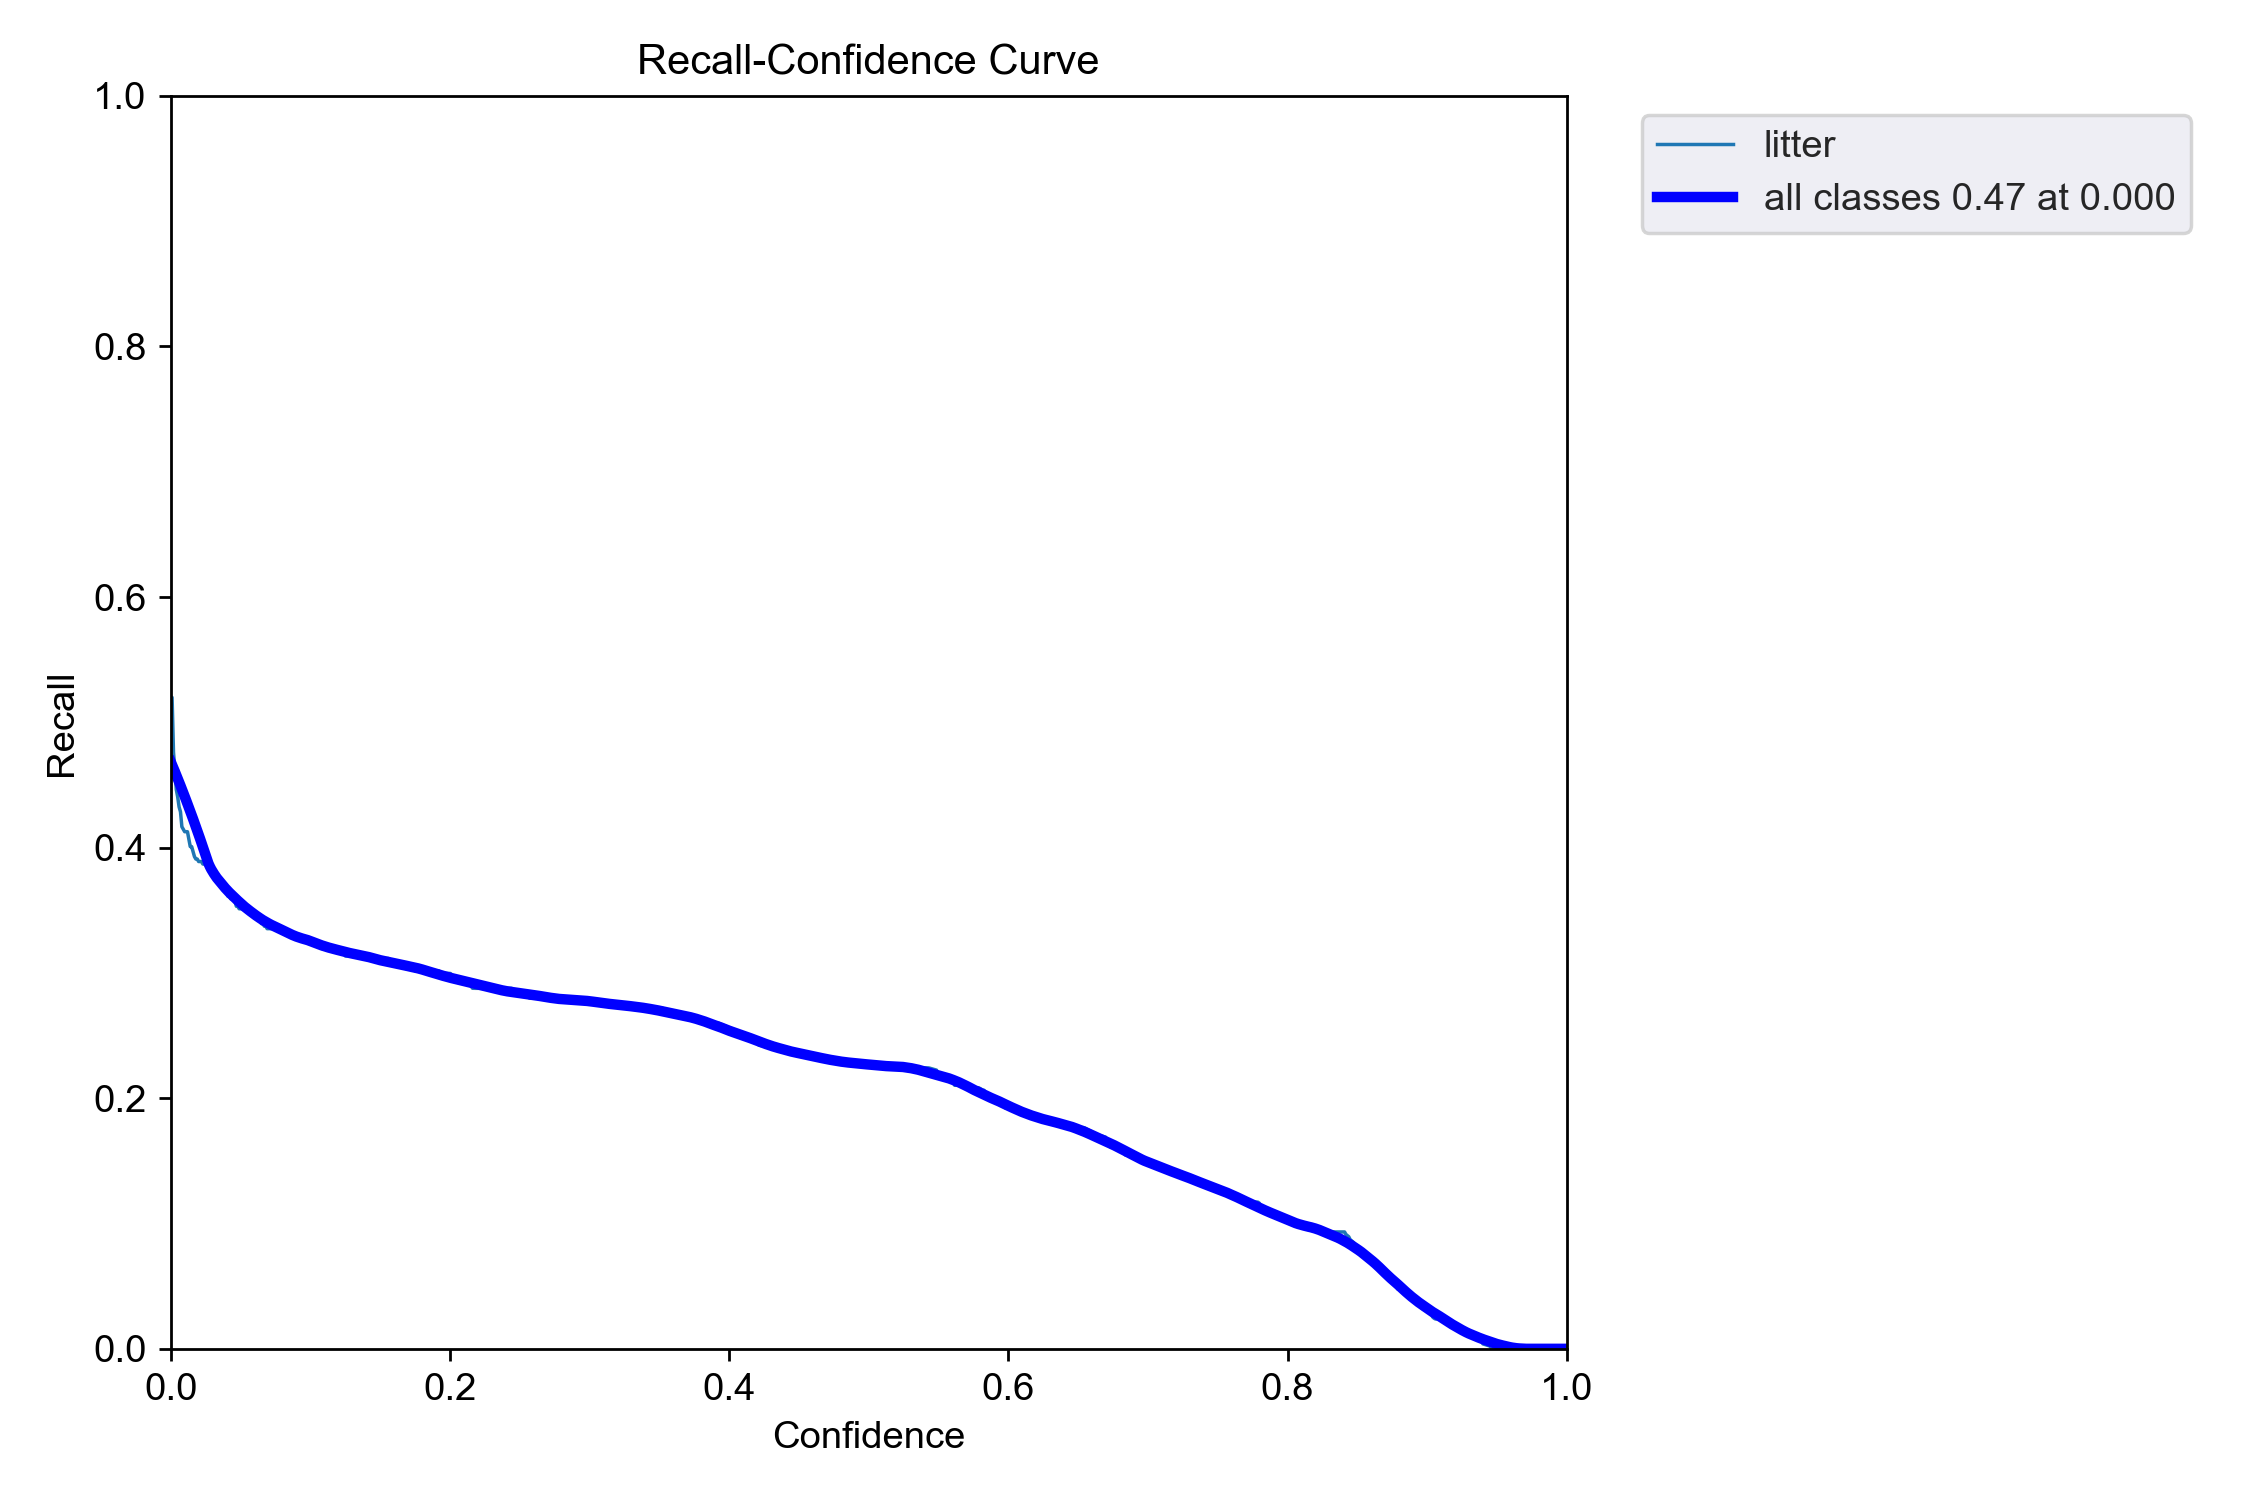 Recall-Confidence Curve
litter
all classes 0.47 at 0.000
1.0
0.8
0.6
0.4
0.2
0.0
Recall
0.0 0.2 0.4 0.6 0.8 1.0
Confidence